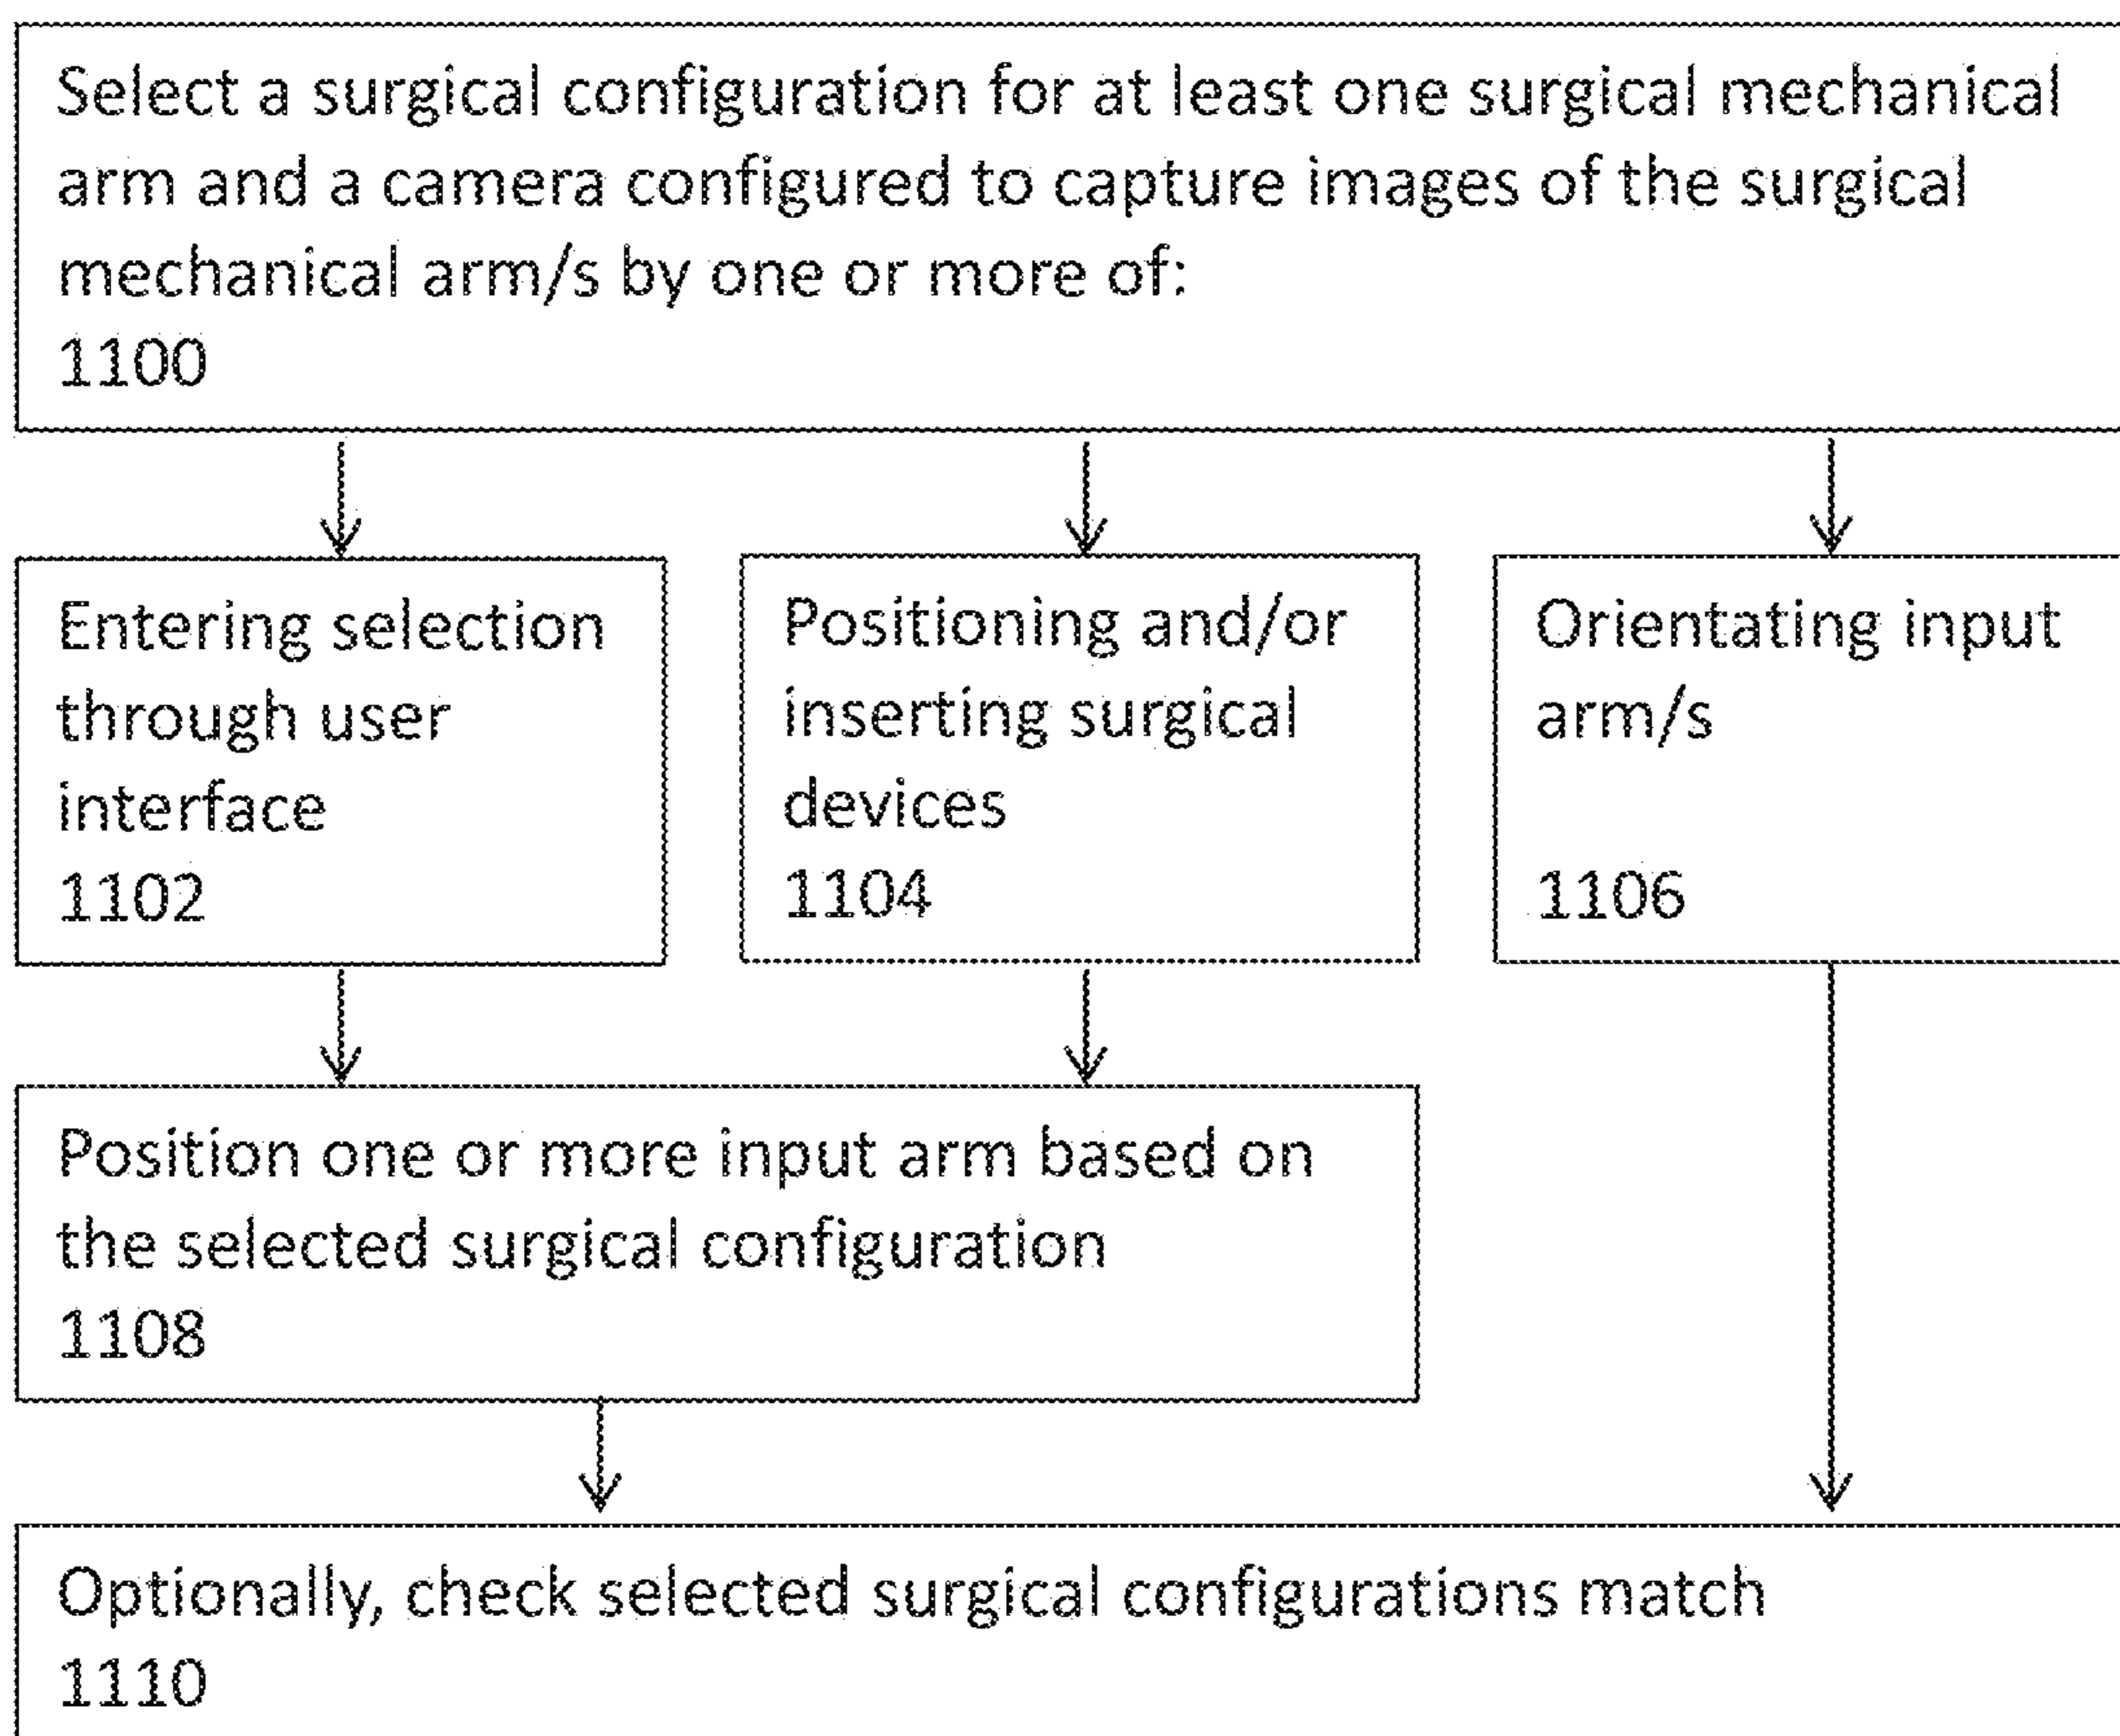 Select a surgical configuration for at least one surgical mechanical
arm and a camera configured to capture images of the surgical
mechanical arm/s by one or more of:
1100
Entering selection
through user
interface
1102
Positioning and/or
inserting surgical
devices
1104
Orientating input
arm/s
1106
Position one or more input arm based on
the selected surgical configuration
1108
Optionally, check selected surgical configurations match
1110